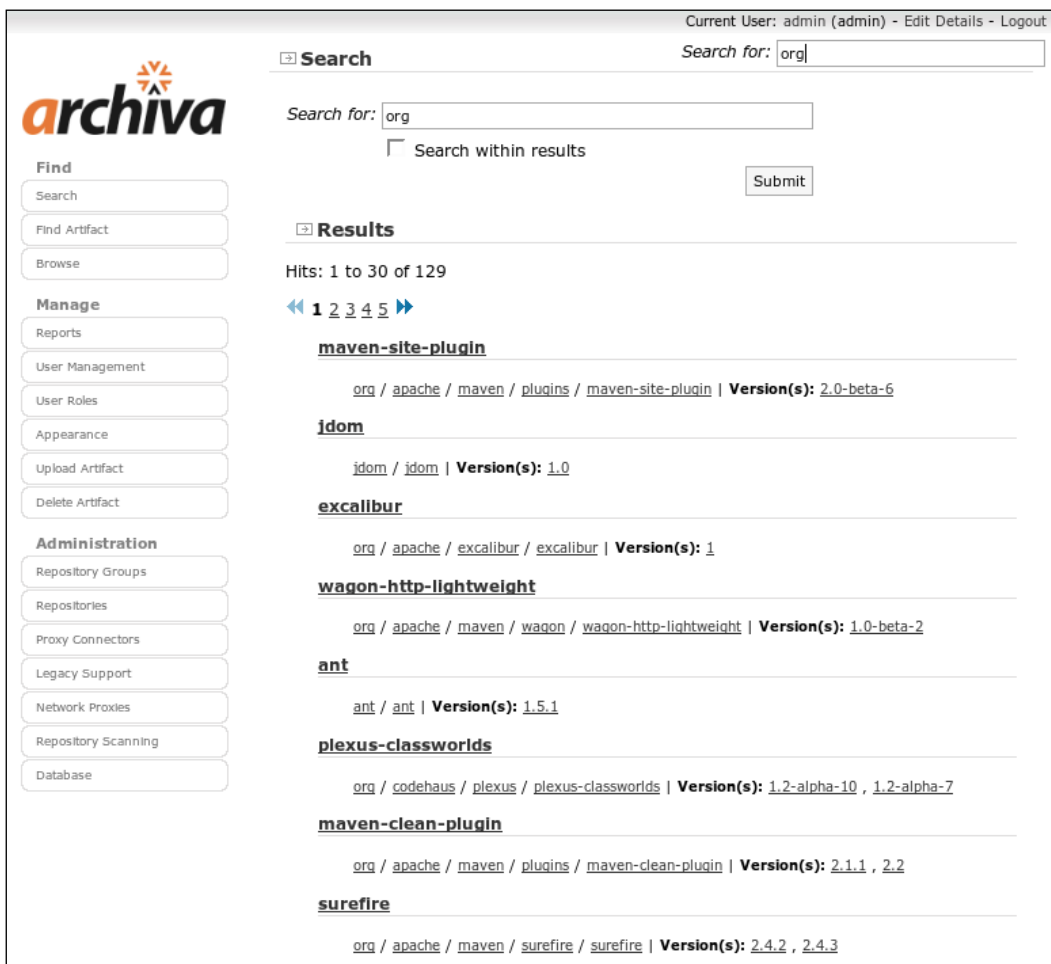 Current User: admin (admin) - Edit Details - Logout
Search for: org
archiva
Find
Search
Find Artifact
Browse
Manage
Reports
User Management
User Roles
Appearance
Upload Artifact
Delete Artifact
Administration
Repository Groups
Repositories
Proxy Connectors
Legacy Support
Network Proxies
Repository Scanning
Database
Search
Search for: org
Search within results
Submit
Results
Hits: 1 to 30 of 129
1 2 3 4 5
maven-site-plugin
org / apache / maven / plugins / maven-site-plugin | Version(s): 2.0-beta-6
jdom
jdom / jdom | Version(s): 1.0
excalibur
org / apache / excalibur / excalibur | Version(s): 1
wagon-http-lightweight
org / apache / maven / wagon / wagon-http-lightweight | Version(s): 1.0-beta-2
ant
ant / ant | Version(s): 1.5.1
plexus-classworlds
org / codehaus / plexus / plexus-classworlds | Version(s): 1.2-alpha-10 , 1.2-alpha-7
maven-clean-plugin
org / apache / maven / plugins / maven-clean-plugin | Version(s): 2.1.1 , 2.2
surefire
org / apache / maven / surefire / surefire | Version(s): 2.4.2 , 2.4.3